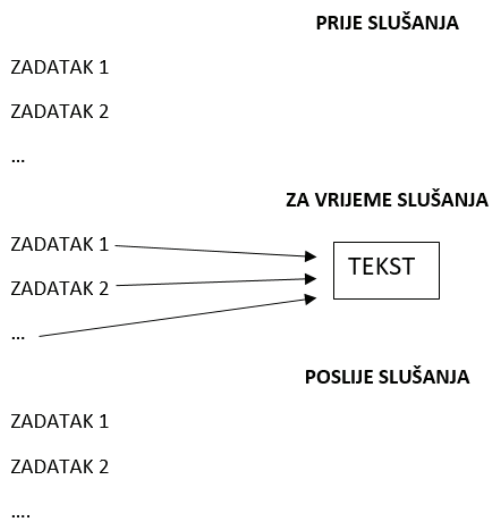 PRIJE SLUŠANJA
ZADATAK 1
ZADATAK 2
...
ZA VRIJEME SLUŠANJA
ZADATAK 1
TEKST
ZADATAK 2
...
POSLIJE SLUŠANJA
ZADATAK 1
ZADATAK 2
....